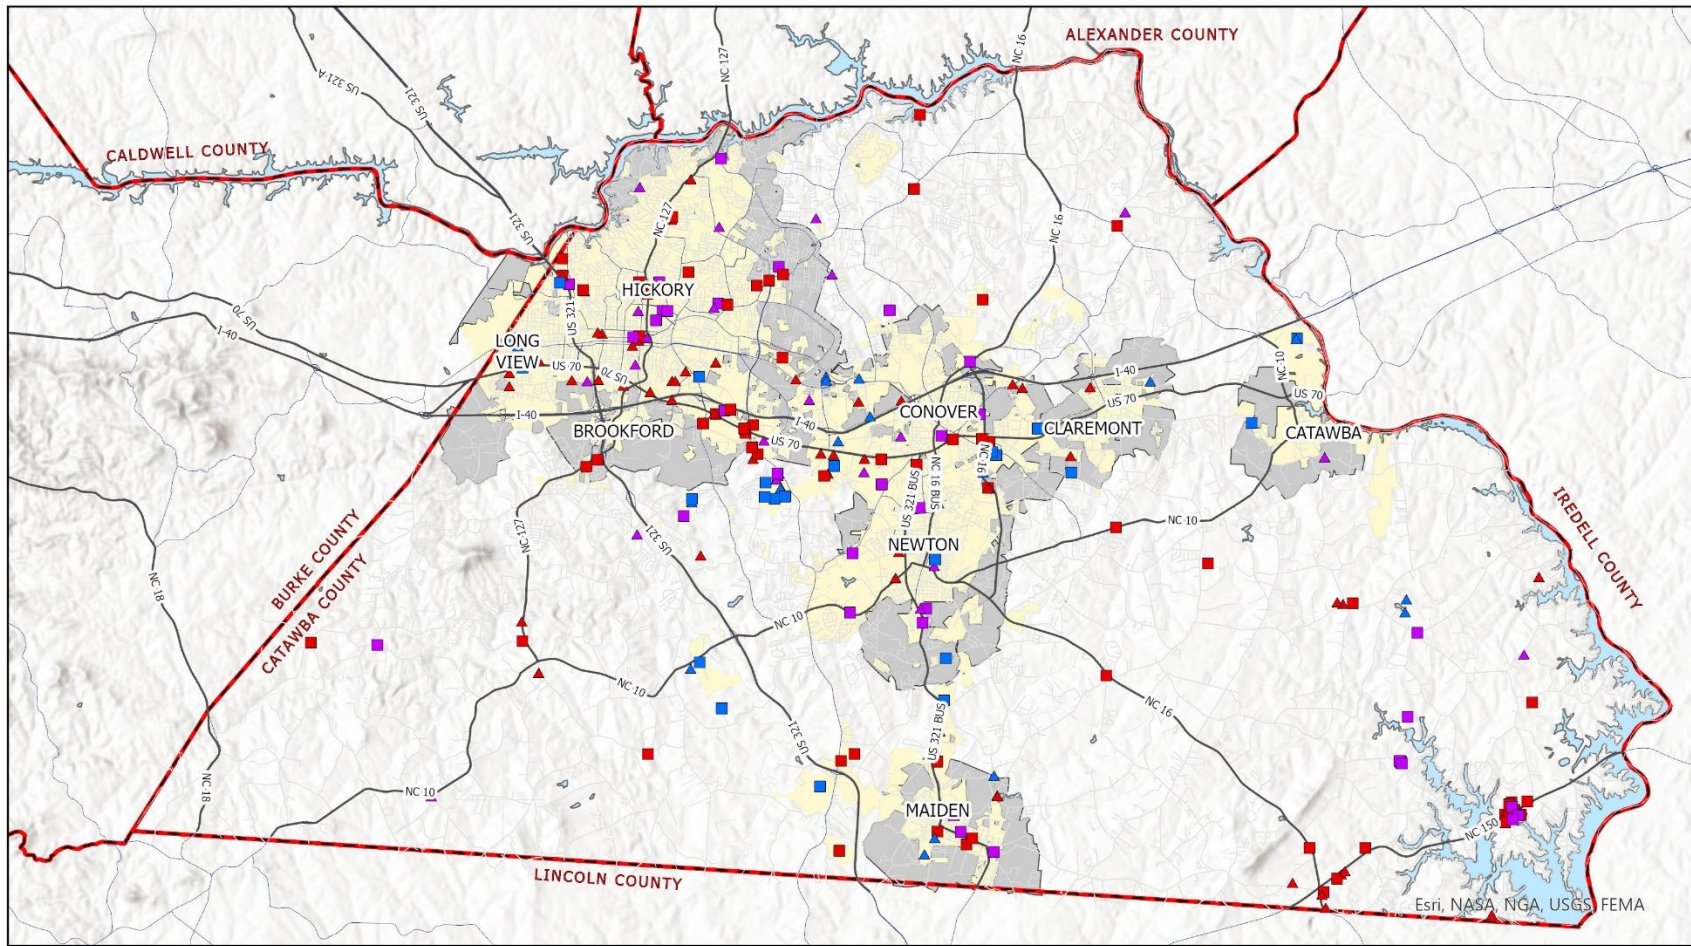 NC 16
ALEXANDER COUNTY
NC 127
US 321-A
US 321
CALDWELL COUNTY
NC 16
US 321
NC-127
HICKORY
US 70
I-40
US 321
LONG
VIEW
US 70
US 70
I-40
NC-10
I-40
US 70
US 70
I-40
CONOVER
BROOKFORD
US 70
CLAREMONT
CATAWBA
NC-16
US 321 BUS
NC 16 BUS
IREDELL COUNTY
NC-127
US 321
NC 10
NEWTON
BURKE COUNTY
CATAWBA COUNTY
NC 18
NC 10
NC 10
NC 16
US 321
US 321 BUS
NC 18
NC 10
MAIDEN
NC 150
LINCOLN COUNTY
Esri, NASA, NGA, USGS, FEMA